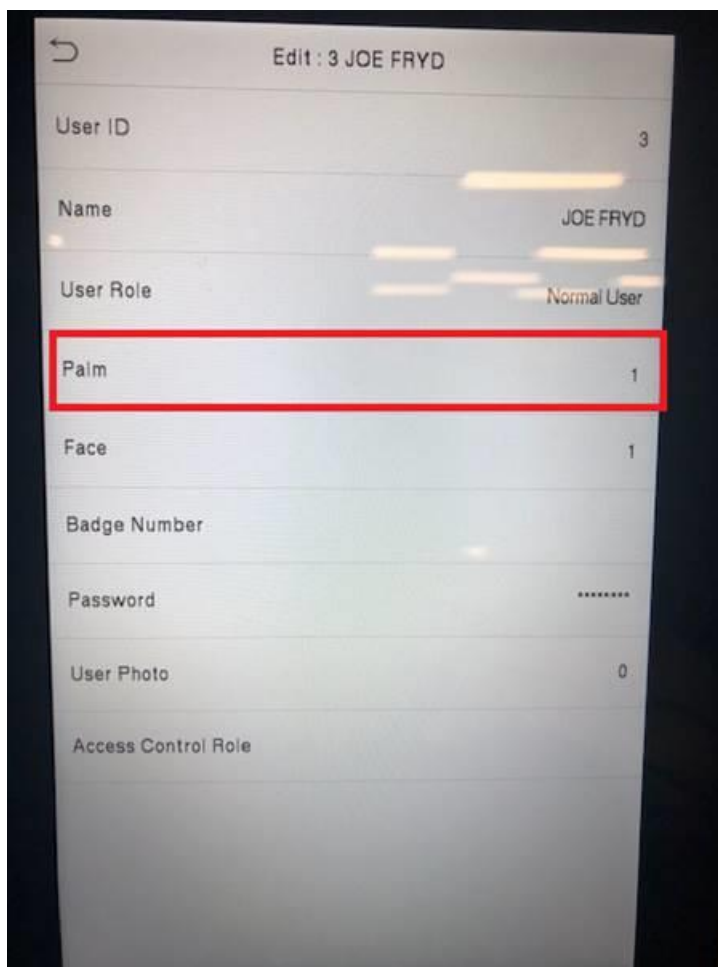 Edit : 3 JOE FRYD
User ID 3
Name JOE FRYD
User Role Normal User
Palm 1
Face 1
Badge Number
Password ********
User Photo 0
Access Control Role